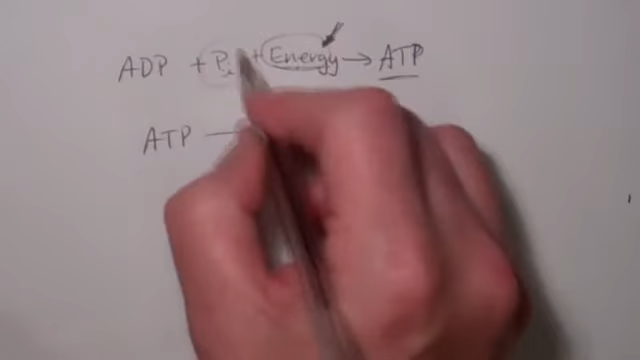 ADP + Pi + Energy → ATP
ATP —